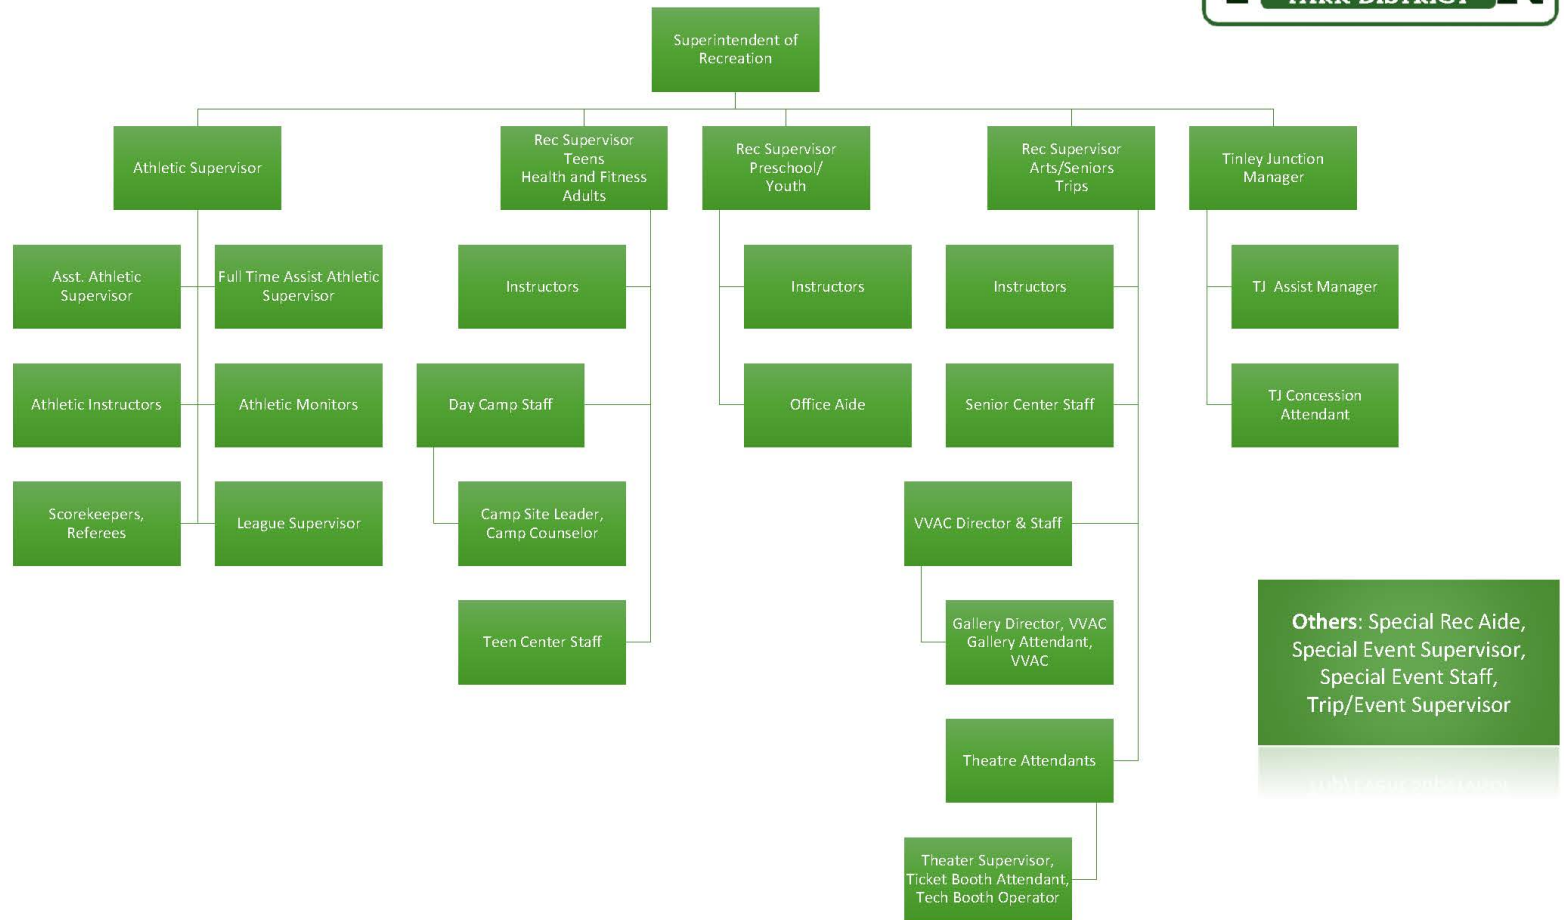 PARK DISTRICT
Superintendent of
Recreation
Athletic Supervisor
Rec Supervisor
Teens
Health and Fitness
Adults
Rec Supervisor
Preschool/
Youth
Rec Supervisor
Arts/Seniors
Trips
Tinley Junction
Manager
Asst. Athletic
Supervisor
Full Time Assist Athletic
Supervisor
Instructors
Instructors
Instructors
TJ Assist Manager
Athletic Instructors
Athletic Monitors
Day Camp Staff
Office Aide
Senior Center Staff
TJ Concession
Attendant
Scorekeepers,
Referees
League Supervisor
Camp Site Leader,
Camp Counselor
VVAC Director & Staff
Teen Center Staff
Gallery Director, VVAC
Gallery Attendant,
VVAC
Others: Special Rec Aide,
Special Event Supervisor,
Special Event Staff,
Trip/Event Supervisor
Theatre Attendants
Theater Supervisor,
Ticket Booth Attendant,
Tech Booth Operator